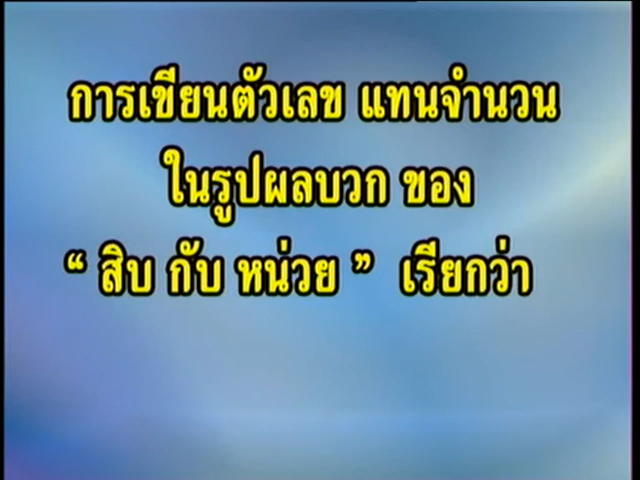 การเขียนตัวเลข แทนจำนวน
ในรูปผลบวก ของ
“ สิบ กับ หน่วย ” เรียกว่า